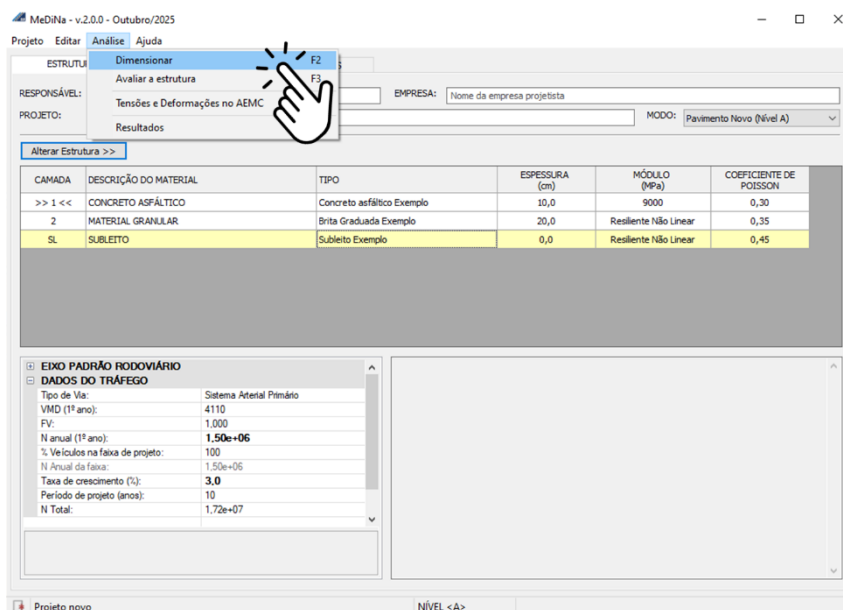 MeDiNa - v.2.0.0 - Outubro/2025
Projeto Editar Análise Ajuda
Dimensionar F2
Avaliar a estrutura F3
Tensões e Deformações no AEMC
Resultados
RESPONSÁVEL:
EMPRESA: Nome da empresa projetista
PROJETO:
MODO: Pavimento Novo (Nível A)
Alterar Estrutura >>
CAMADA DESCRIÇÃO DO MATERIAL TIPO ESPESSURA (cm) MÓDULO (MPa) COEFICIENTE DE POISSON
>> 1 << CONCRETO ASFÁLTICO Concreto asfáltico Exemplo 10,0 9000 0,30
2 MATERIAL GRANULAR Brita Graduada Exemplo 20,0 Resiliente Não Linear 0,35
SL SUBLEITO Subleito Exemplo 0,0 Resiliente Não Linear 0,45
EIXO PADRÃO RODOVIÁRIO
DADOS DO TRÁFEGO
Tipo de Via: Sistema Arterial Primário
VMD (1º ano): 4110
FV: 1,000
N anual (1º ano): 1,50e+06
% Veículos na faixa de projeto: 100
N Anual da faixa: 1,50e+06
Taxa de crescimento (%): 3,0
Período de projeto (anos): 10
N Total: 1,72e+07
Projeto novo
NÍVEL <A>